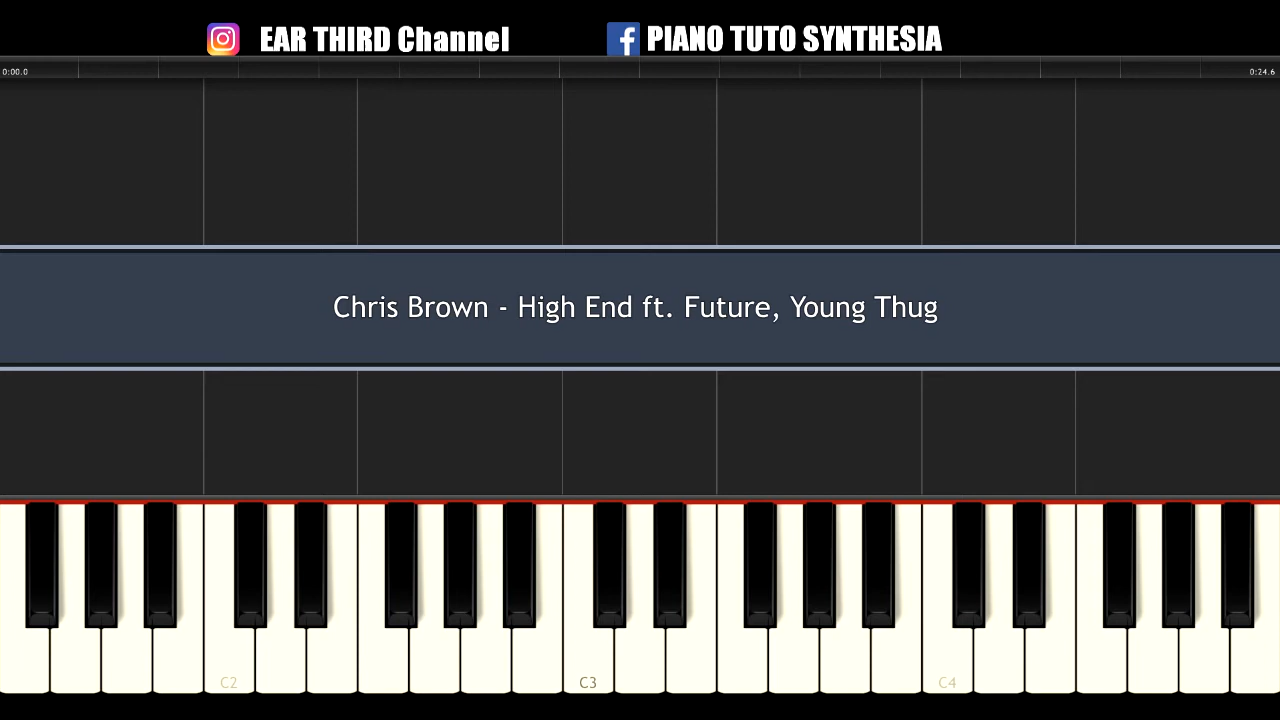 EAR THIRD Channel PIANO TUTO SYNTHESIA
0:00.0 0:24.6
Chris Brown - High End ft. Future, Young Thug
C2 C3 C4